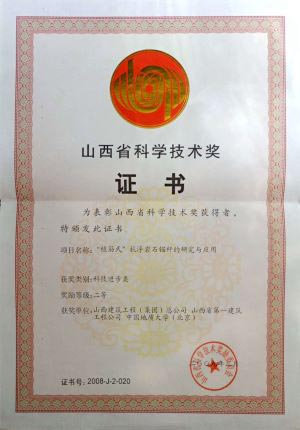 山西省科学技术奖
证书
为表彰山西省科学技术奖获得者，
特颁发此证书
项目名称：“植筋式”抗浮岩石锚杆的研究与应用
获奖类别：科技进步类
奖励等级：二等
获奖单位：山西建筑工程（集团）总公司 山西省第一建筑
工程公司 中国地质大学（北京）
证书号：2008-J-2-020